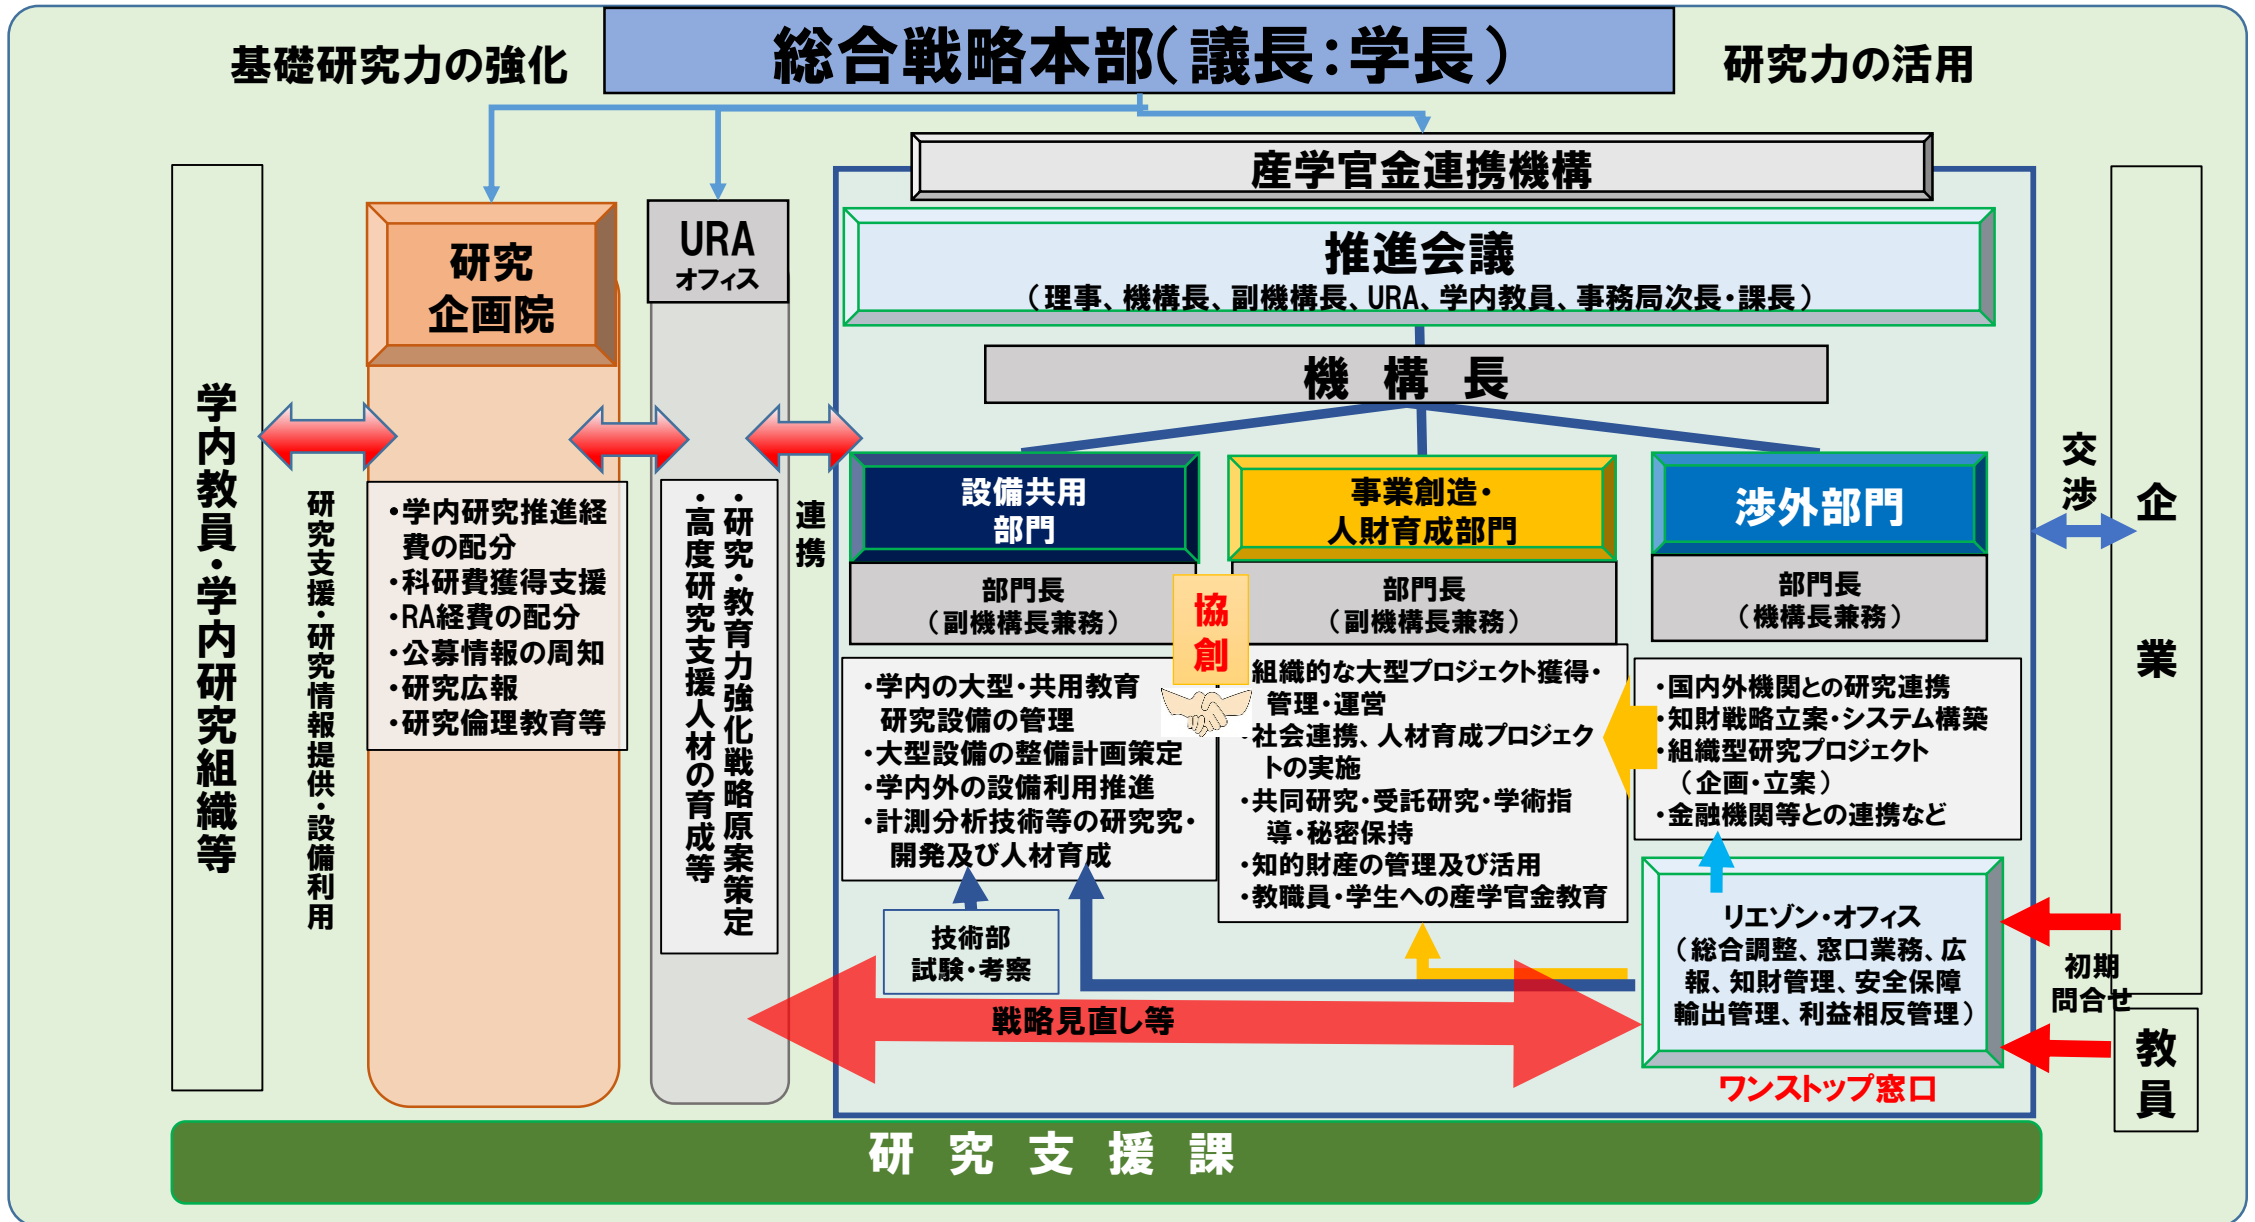 基礎研究力の強化
総合戦略本部(議長:学長)
研究力の活用
産学官金連携機構
推進会議
(理事、機構長、副機構長、URA、学内教員、事務局次長・課長)
機構長
学内教員・学内研究組織等
研究支援・研究情報提供・設備利用
研究
企画院
・学内研究推進経
費の配分
・科研費獲得支援
・RA経費の配分
・公募情報の周知
・研究広報
・研究倫理教育等
URA
オフィス
・研究・教育力強化戦略原案策定
・高度研究支援人材の育成等
連携
設備共用
部門
部門長
(副機構長兼務)
・学内の大型・共用教育
研究設備の管理
・大型設備の整備計画策定
・学内外の設備利用推進
・計測分析技術等の研究究・
開発及び人材育成
技術部
試験・考察
協
創
事業創造・
人財育成部門
部門長
(副機構長兼務)
組織的な大型プロジェクト獲得・
管理・運営
・社会連携、人材育成プロジェク
トの実施
・共同研究・受託研究・学術指
導・秘密保持
・知的財産の管理及び活用
・教職員・学生への産学官金教育
渉外部門
部門長
(機構長兼務)
・国内外機関との研究連携
・知財戦略立案・システム構築
・組織型研究プロジェクト
(企画・立案)
・金融機関等との連携など
リエゾン・オフィス
(総合調整、窓口業務、広
報、知財管理、安全保障
輸出管理、利益相反管理)
ワンストップ窓口
戦略見直し等
交渉
企業
初期
問合せ
教員
研究支援課